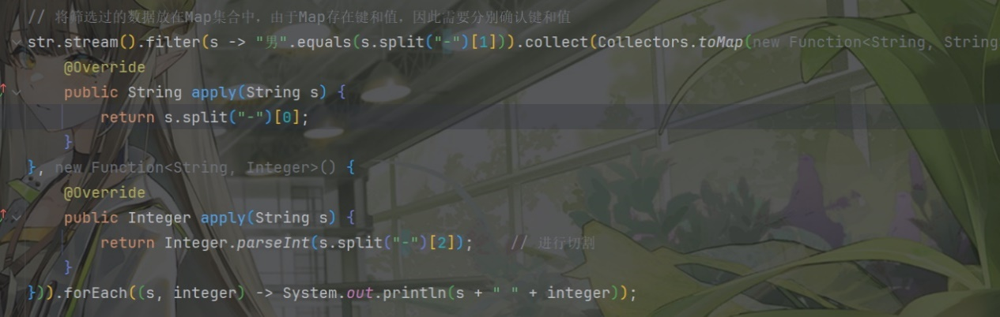 // 将筛选过的数据放在Map集合中，由于Map存在键和值，因此需要分别确认键和值
str.stream().filter(s -> "男".equals(s.split("-")[1])).collect(Collectors.toMap(new Function<String, String
@Override
public String apply(String s) {
return s.split("-")[0];
}
}, new Function<String, Integer>() {
@Override
public Integer apply(String s) {
return Integer.parseInt(s.split("-")[2]);    // 进行切割
}
})).forEach((s, integer) -> System.out.println(s + " " + integer));